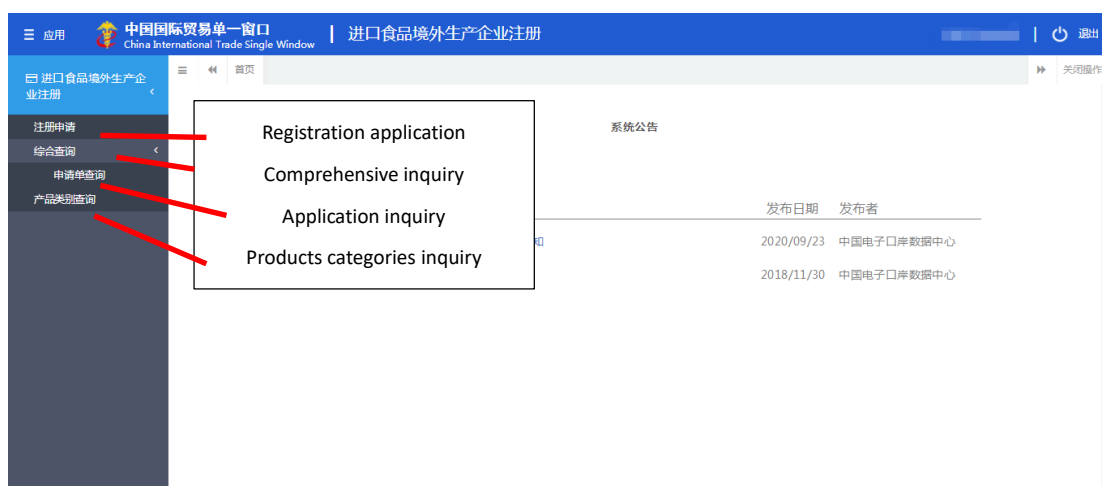 应用
中国国际贸易单一窗口
China International Trade Single Window
进口食品境外生产企业注册
退出
进口食品境外生产企
业注册
首页
关闭操作
注册申请
综合查询
申请单查询
产品类别查询
Registration application
Comprehensive inquiry
Application inquiry
Products categories inquiry
系统公告
发布日期 发布者
知 2020/09/23 中国电子口岸数据中心
2018/11/30 中国电子口岸数据中心